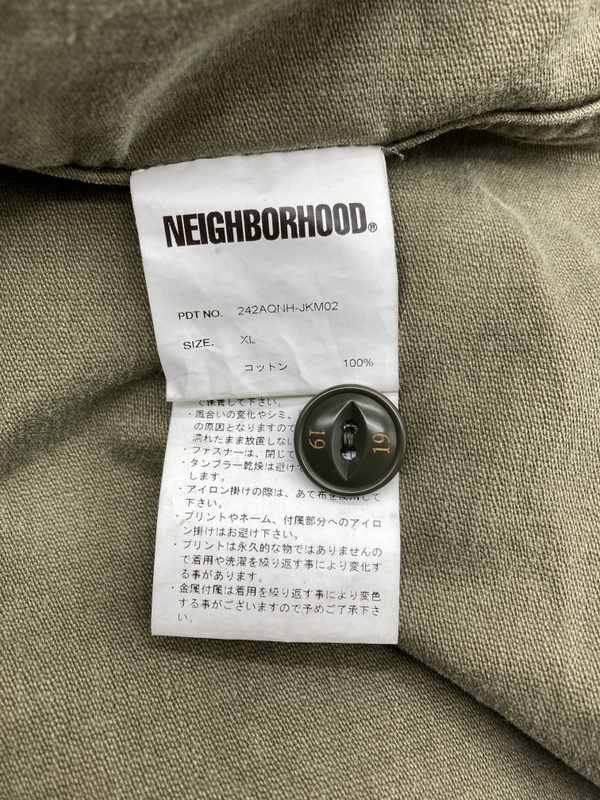 NEIGHBORHOOD®
PDT NO. 242AQNH-JKM02
SIZE. XL
コットン 100%
で保管して下さい。
・風合いの変化やシミ、
の原因となりますので
濡れたまま放置しない
・ファスナーは、閉じて
・タンブラー乾燥は避けて
します。
・アイロン掛けの際は、あて布を使用して
下さい。
・プリントやネーム、付属部分へのアイロ
ン掛けはお避け下さい。
・プリントは永久的な物ではありませんの
で着用や洗濯を繰り返す事により変化す
る事があります。
・金属付属は着用を繰り返す事により変色
する事がございますので予めご了承下さ
い。
19 19